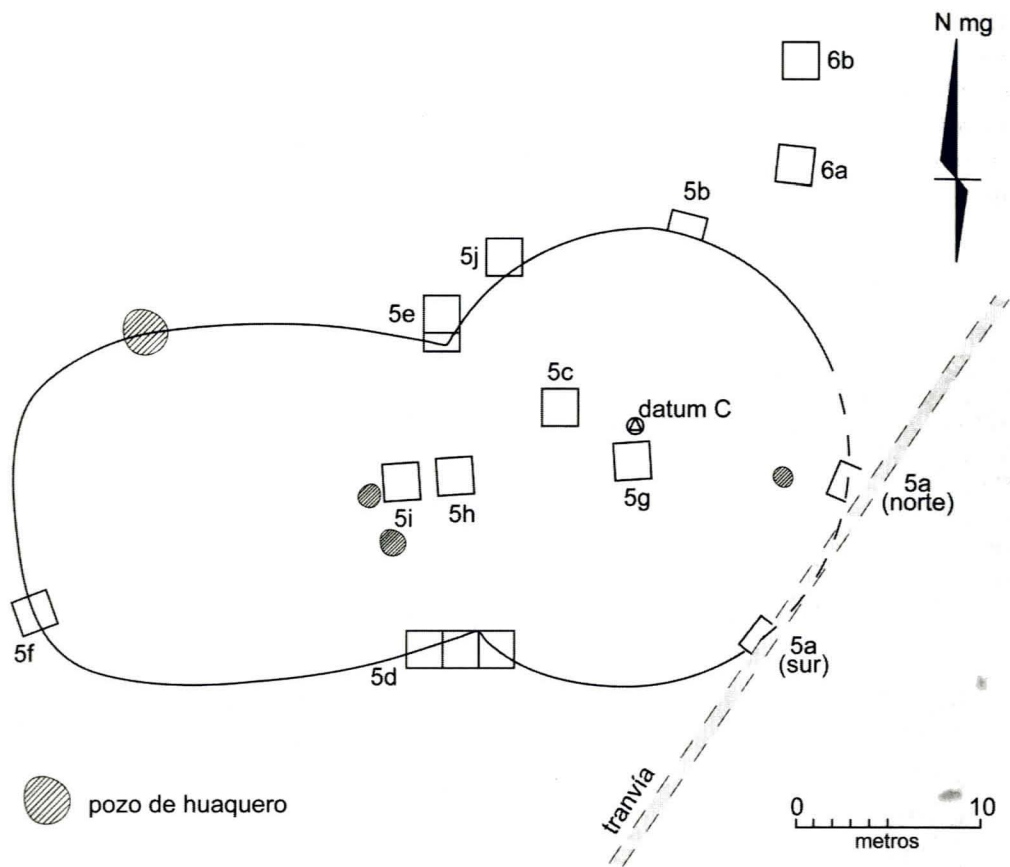 N mg
6b
6a
5b
5j
5e
5c
datum C
5g
5a
(norte)
5i
5h
5f
5d
5a
(sur)
tranvía
pozo de huaquero
0 10
metros